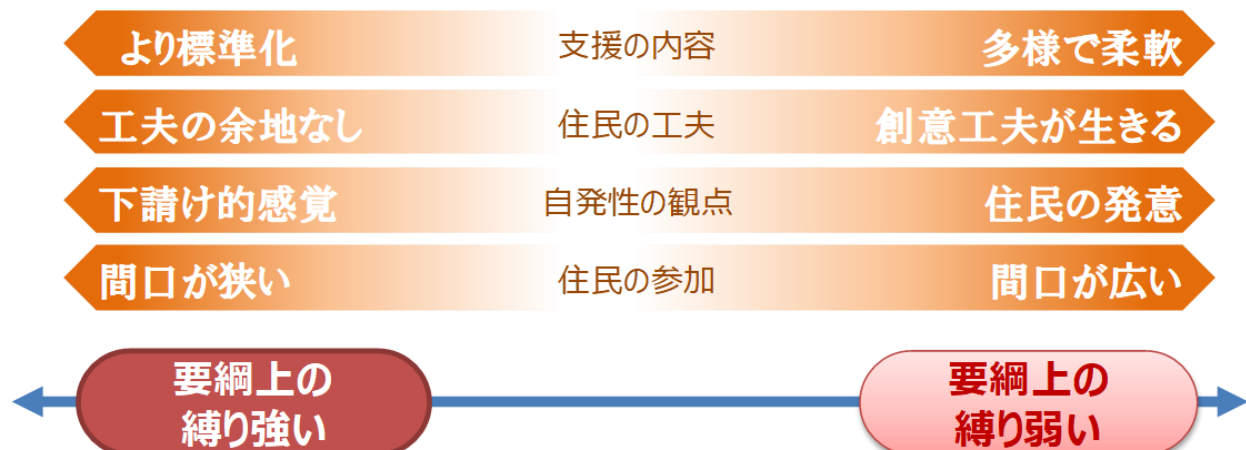 より標準化 支援の内容 多様で柔軟
工夫の余地なし 住民の工夫 創意工夫が生きる
下請け的感覚 自発性の観点 住民の発意
間口が狭い 住民の参加 間口が広い
要綱上の
縛り強い
要綱上の
縛り弱い